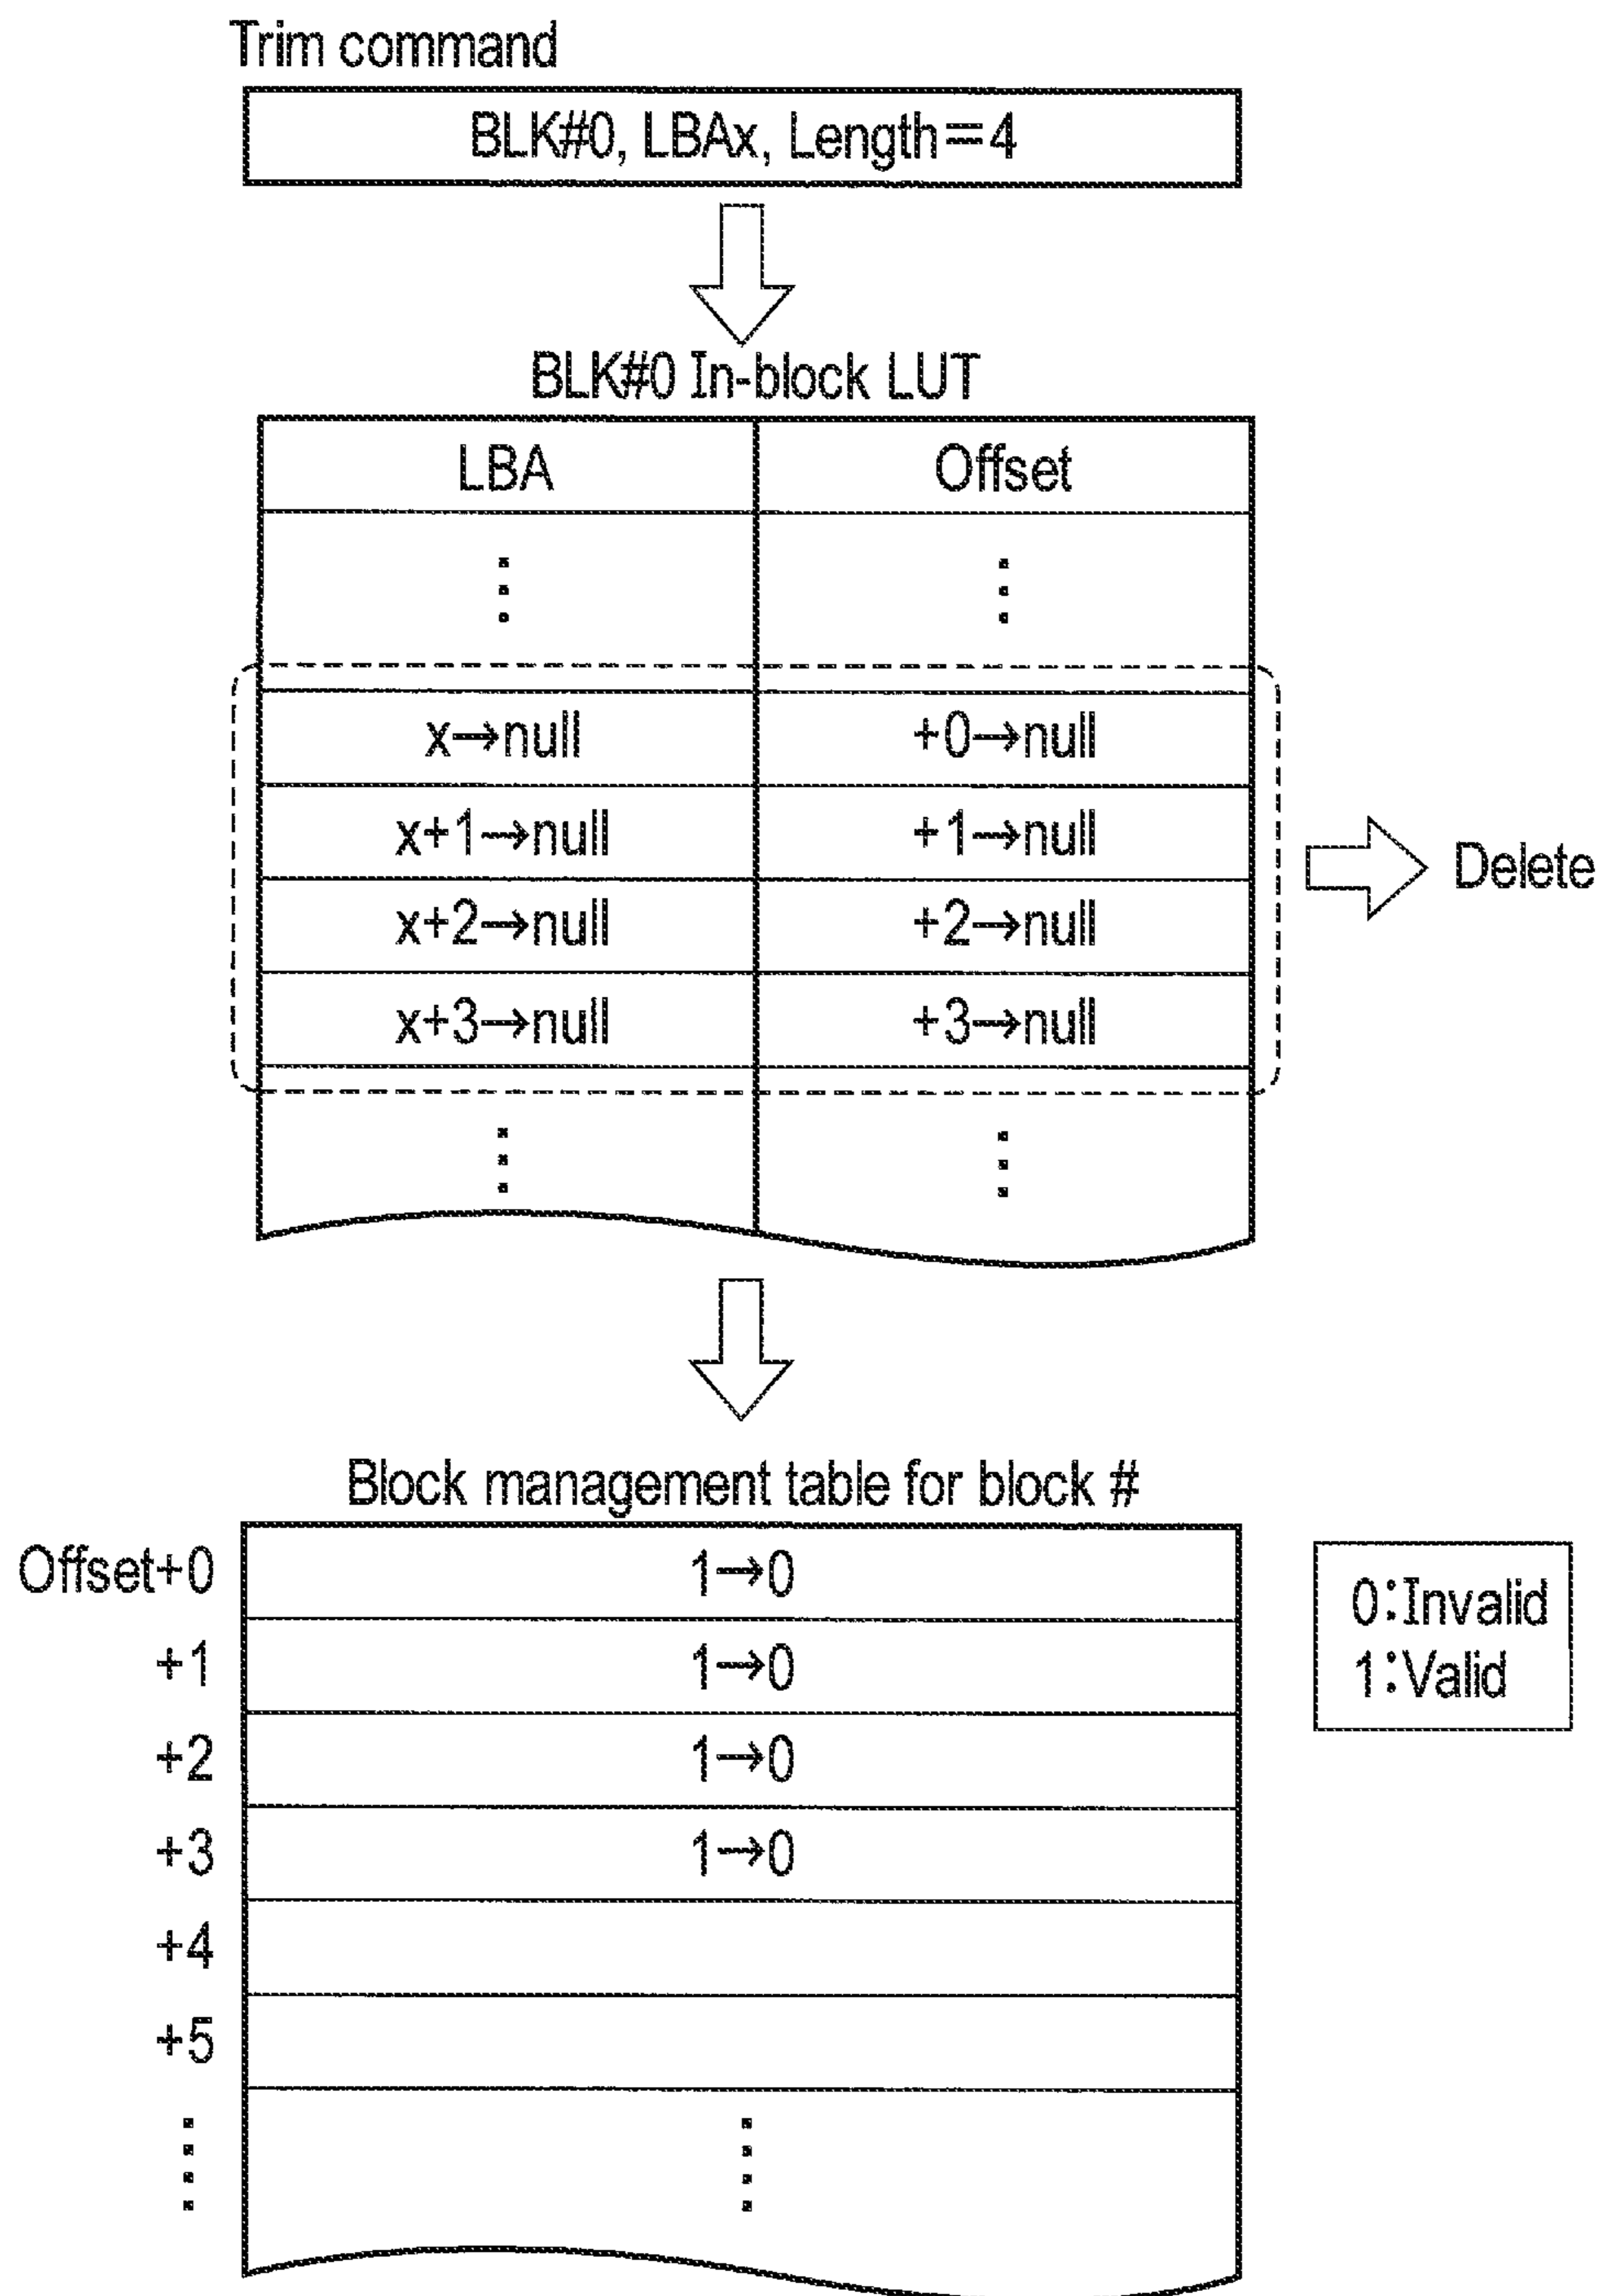 Trim command
BLK#0, LBAx, Length=4
BLK#0 In-block LUT
LBA Offset
x→null +0→null
x+1→null +1→null
x+2→null +2→null
x+3→null +3→null
Delete
Block management table for block #
Offset+0 1→0
+1 1→0
+2 1→0
+3 1→0
+4
+5
0:Invalid
1:Valid